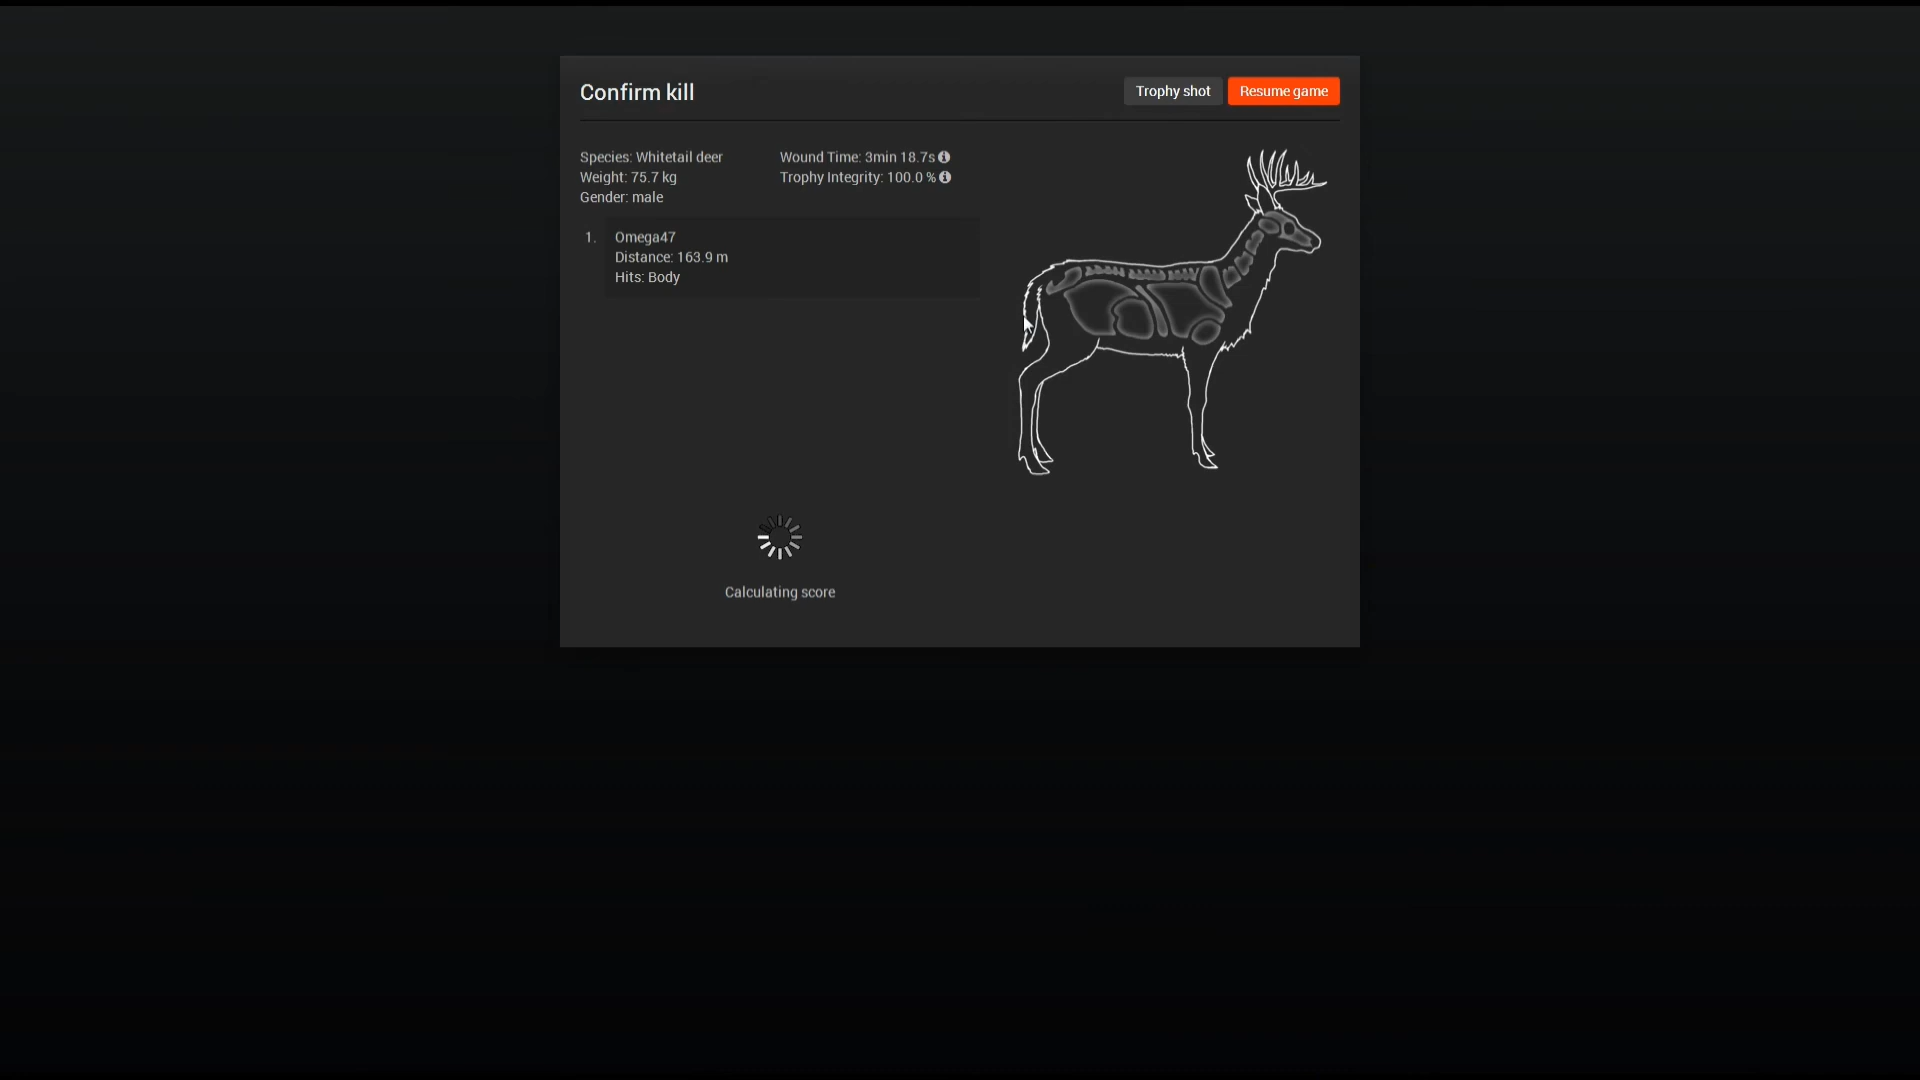 Confirm kill
Trophy shot
Resume game
Species: Whitetail deer
Weight: 75.7 kg
Gender: male
Wound Time: 3min 18.7s
Trophy Integrity: 100.0 %
1.
Omega47
Distance: 163.9 m
Hits: Body
Calculating score